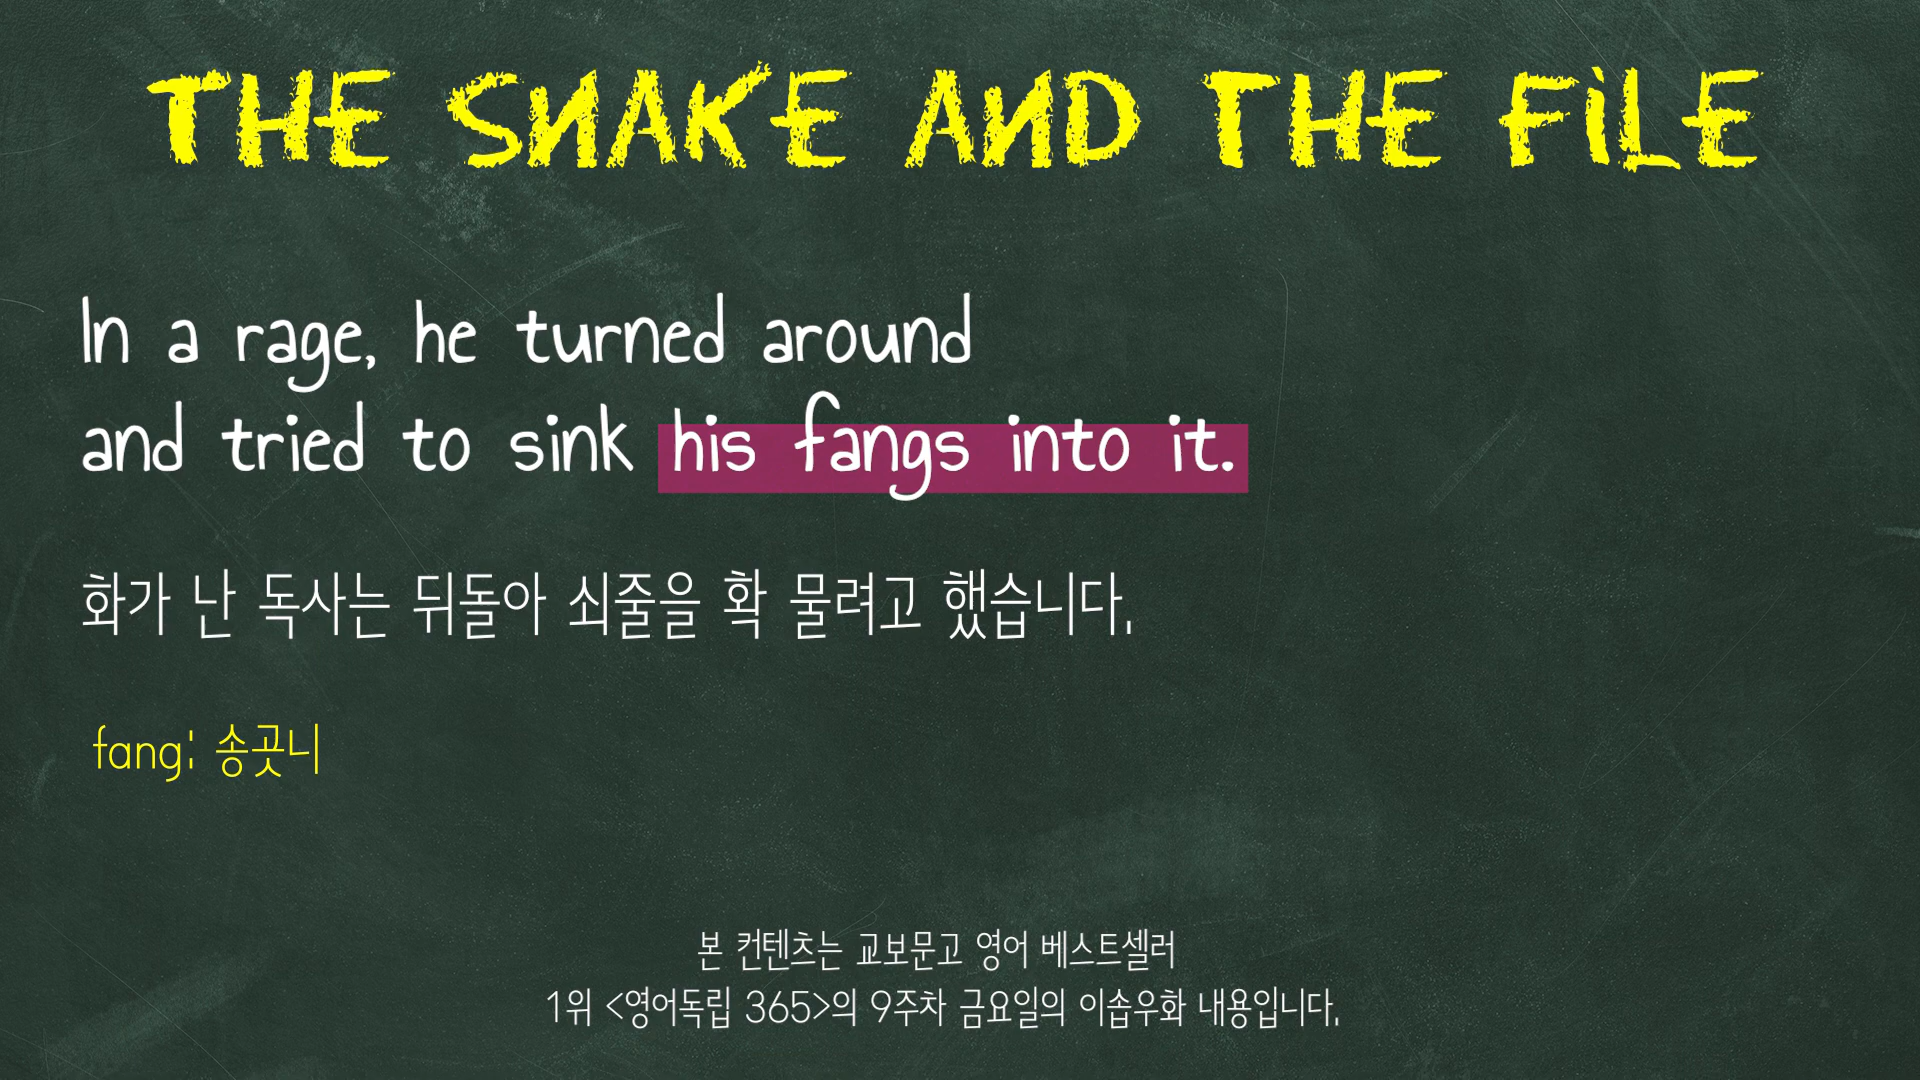 THE SNAKE AND THE FILE
In a rage, he turned around
and tried to sink his fangs into it.
화가 난 독사는 뒤돌아 쇠줄을 확 물려고 했습니다.
fang: 송곳니
본 컨텐츠는 교보문고 영어 베스트셀러
1위 <영어독립 365>의 9주차 금요일의 이솝우화 내용입니다.